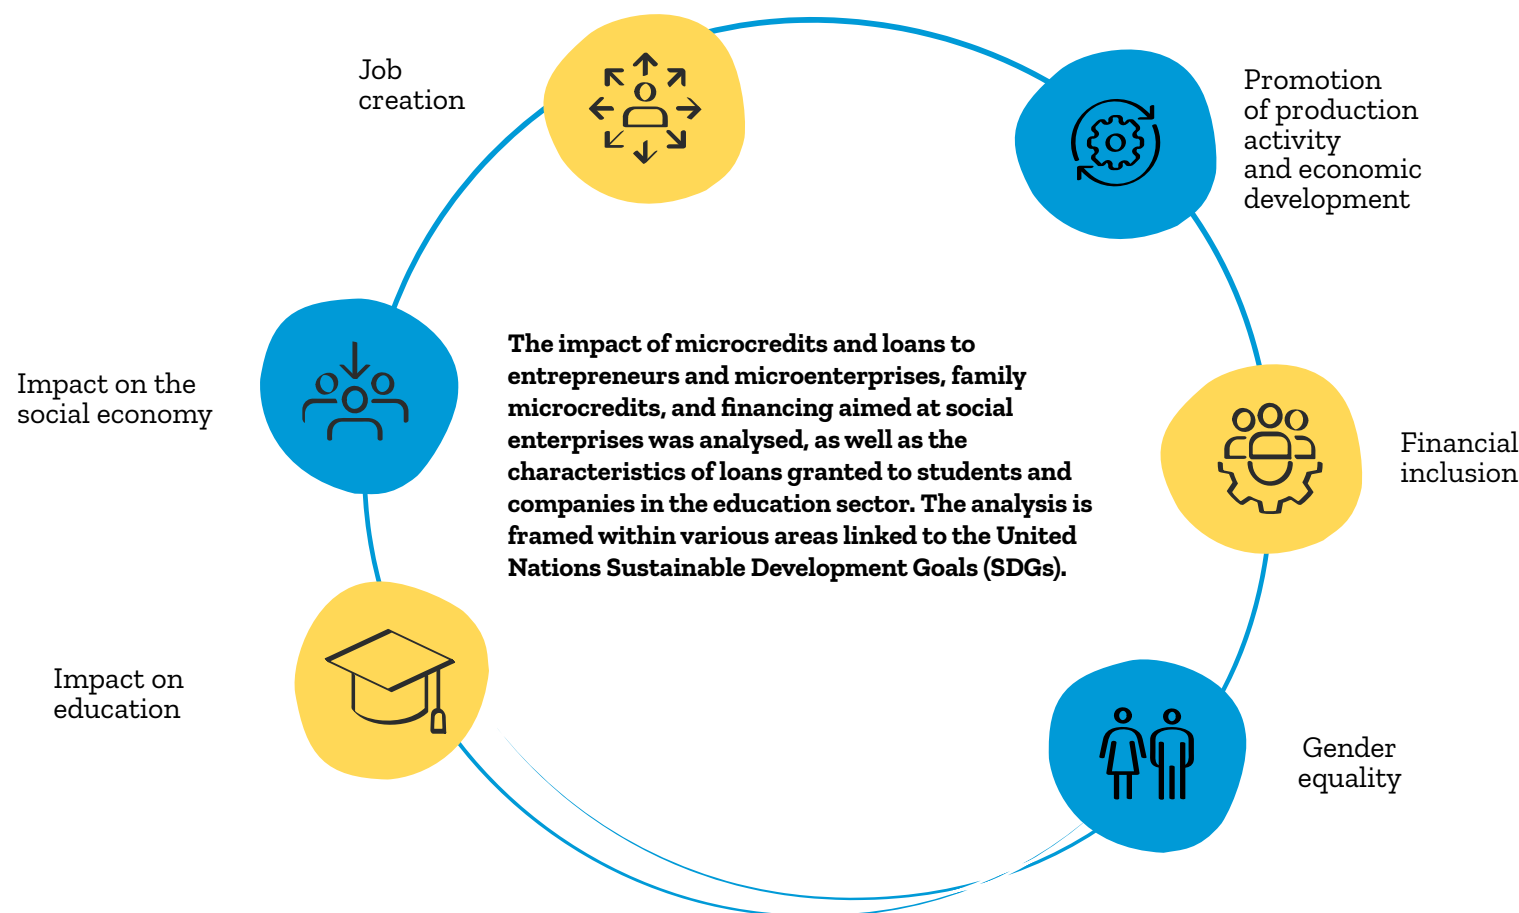 Job
creation
Promotion
of production
activity
and economic
development
Impact on the
social economy
The impact of microcredits and loans to
entrepreneurs and microenterprises, family
microcredits, and financing aimed at social
enterprises was analysed, as well as the
characteristics of loans granted to students and
companies in the education sector. The analysis is
framed within various areas linked to the United
Nations Sustainable Development Goals (SDGs).
Financial
inclusion
Impact on
education
Gender
equality